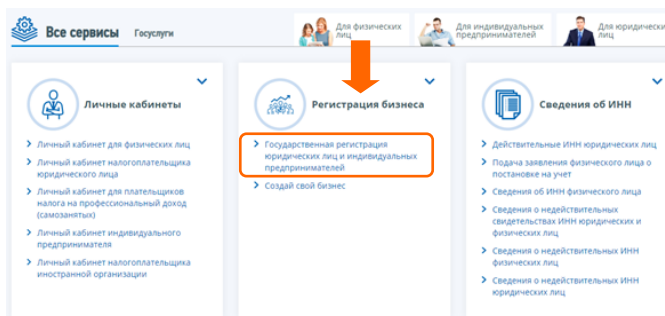 Все сервисы
Госуслуги
Для физических
лиц
Для индивидуальных
предпринимателей
Для юридически
лиц
Личные кабинеты
Личный кабинет для физических лиц
Личный кабинет налогоплательщика
юридического лица
Личный кабинет для плательщиков
налога на профессиональный доход
(самозанятых)
Личный кабинет индивидуального
предпринимателя
Личный кабинет налогоплательщика
иностранной организации
Регистрация бизнеса
Государственная регистрация
юридических лиц и индивидуальных
предпринимателей
Создай свой бизнес
Сведения об ИНН
Действительные ИНН юридических лиц
Подача заявления физического лица о
постановке на учет
Сведения об ИНН физического лица
Сведения о недействительных
свидетельствах ИНН юридических и
физических лиц
Сведения о недействительных ИНН
физических лиц
Сведения о недействительных ИНН
юридических лиц